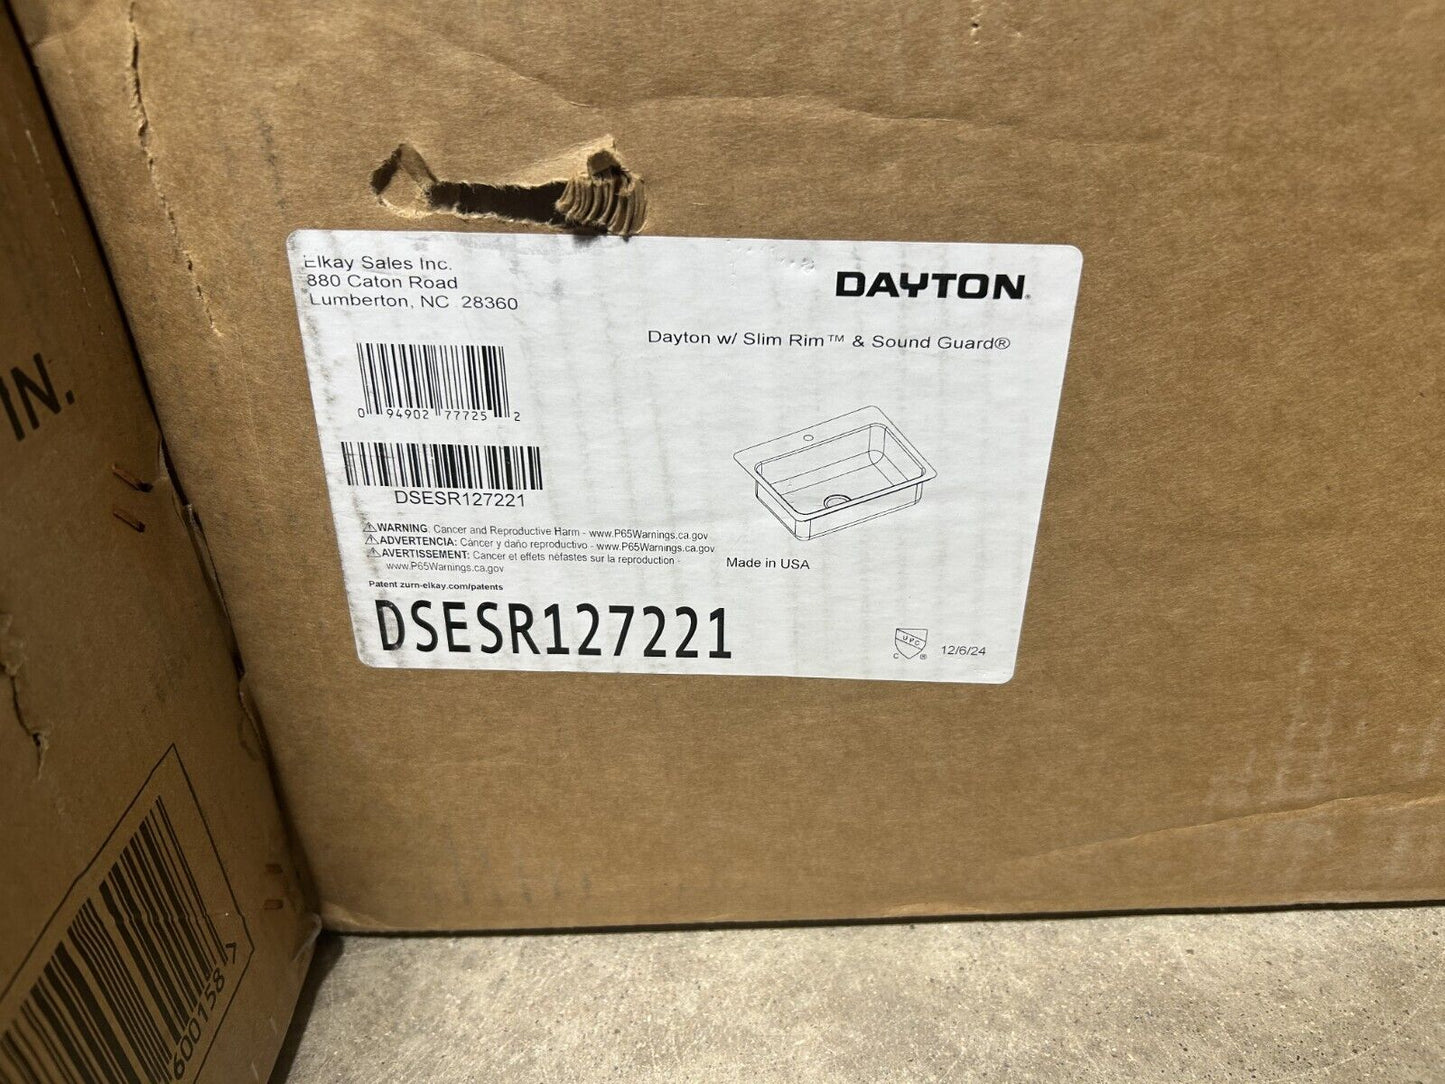 Elkay Sales Inc.
880 Caton Road
Lumberton, NC 28360
DAYTON®
Dayton w/ Slim Rim™ & Sound Guard®
0 94902 77725 2
DSESR127221
⚠WARNING: Cancer and Reproductive Harm - www.P65Warnings.ca.gov
⚠ADVERTENCIA: Cáncer y daño reproductivo - www.P65Warnings.ca.gov
⚠AVERTISSEMENT: Cancer et effets néfastes sur la reproduction -
www.P65Warnings.ca.gov
Made in USA
Patent zurn-elkay.com/patents
DSESR127221
UPC
C ®
12/6/24
IN.
600158 7